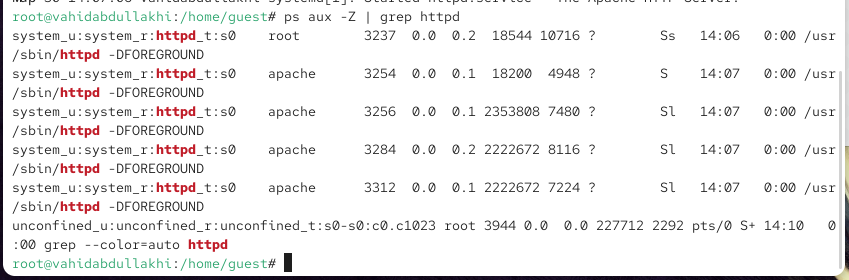 root@vahidabdullakhi:/home/guest# ps aux -Z | grep httpd
system_u:system_r:httpd_t:s0    root        3237  0.0  0.2  18544 10716 ?        Ss   14:06   0:00 /usr
/sbin/httpd -DFOREGROUND
system_u:system_r:httpd_t:s0    apache      3254  0.0  0.1  18200  4948 ?        S    14:07   0:00 /usr
/sbin/httpd -DFOREGROUND
system_u:system_r:httpd_t:s0    apache      3256  0.0  0.1 2353808 7480 ?        Sl   14:07   0:00 /usr
/sbin/httpd -DFOREGROUND
system_u:system_r:httpd_t:s0    apache      3284  0.0  0.2 2222672 8116 ?        Sl   14:07   0:00 /usr
/sbin/httpd -DFOREGROUND
system_u:system_r:httpd_t:s0    apache      3312  0.0  0.1 2222672 7224 ?        Sl   14:07   0:00 /usr
/sbin/httpd -DFOREGROUND
unconfined_u:unconfined_r:unconfined_t:s0-s0:c0.c1023 root 3944 0.0  0.0 227712 2292 pts/0 S+ 14:10   0
:00 grep --color=auto httpd
root@vahidabdullakhi:/home/guest#